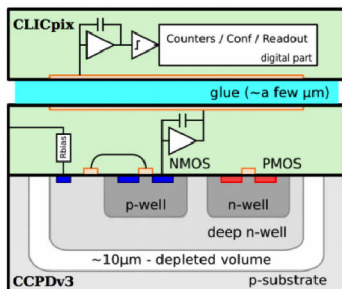 CLICpix
Counters / Conf / Readout
digital part
glue (~a few µm)
Rbias
NMOS
PMOS
p-well
n-well
deep n-well
~10µm - depleted volume
CCPDv3
p-substrate